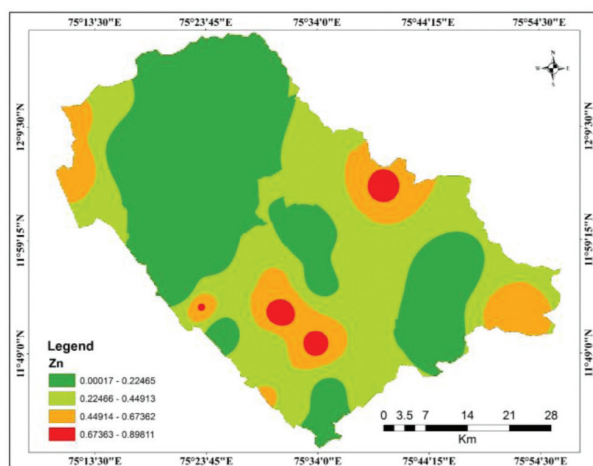 75°13'30"E 75°23'45"E 75°34'0"E 75°44'15"E 75°54'30"E
N
W E
S
12°9'30"N 12°9'30"N
11°59'15"N 11°59'15"N
11°49'0"N 11°49'0"N
Legend
Zn
0.00017 - 0.22465
0.22466 - 0.44913
0.44914 - 0.67362
0.67363 - 0.89811
0 3.5 7 14 21 28
Km
75°13'30"E 75°23'45"E 75°34'0"E 75°44'15"E 75°54'30"E